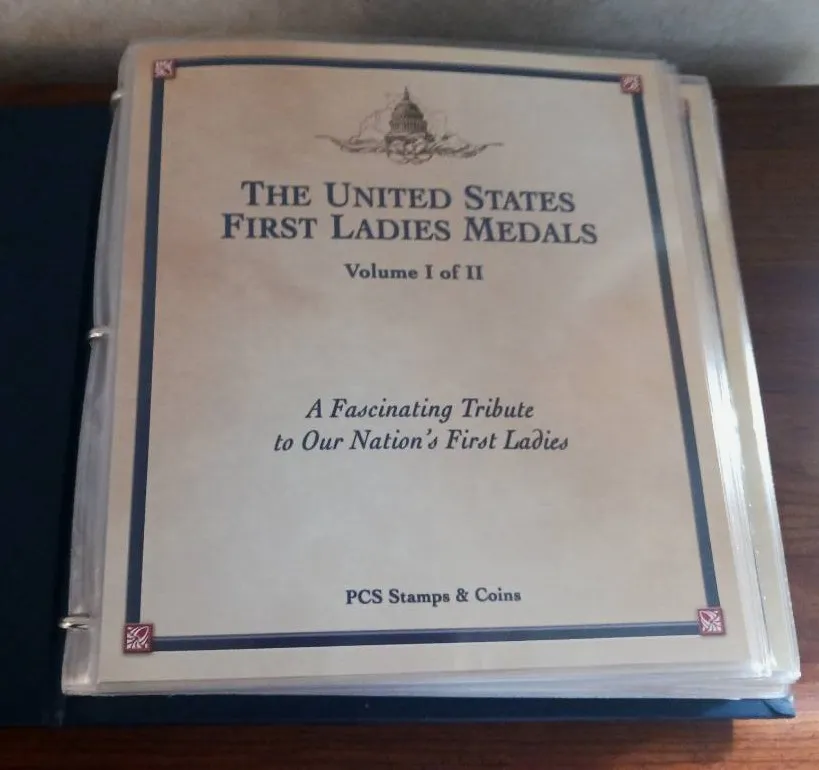 THE UNITED STATES
FIRST LADIES MEDALS
Volume I of II
A Fascinating Tribute
to Our Nation's First Ladies
PCS Stamps & Coins